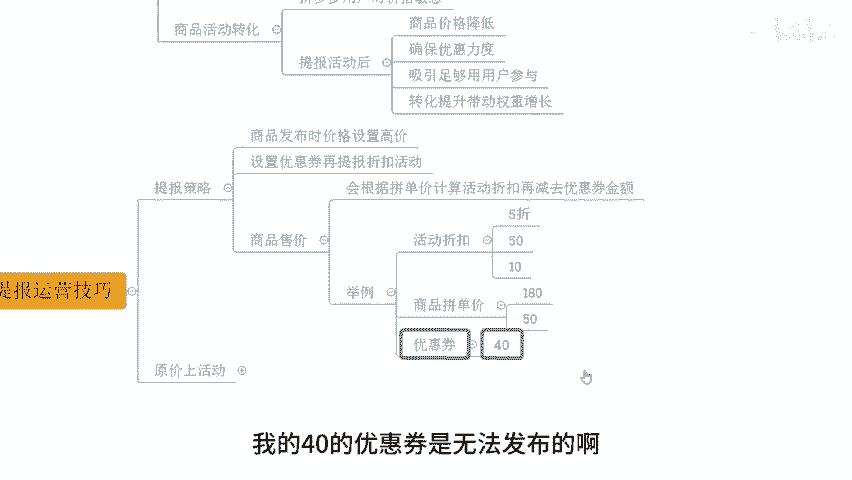 商品活动转化
提报活动后
商品价格降低
确保优惠力度
吸引足够用用户参与
转化提升带动权重增长
提报运营技巧
提报策略
商品发布时价格设置高价
设置优惠券再提报折扣活动
商品售价
会根据拼单价计算活动折扣再减去优惠券金额
举例
活动折扣
5折
50
10
商品拼单价
180
50
优惠券
40
原价上活动
我的40的优惠券是无法发布的啊